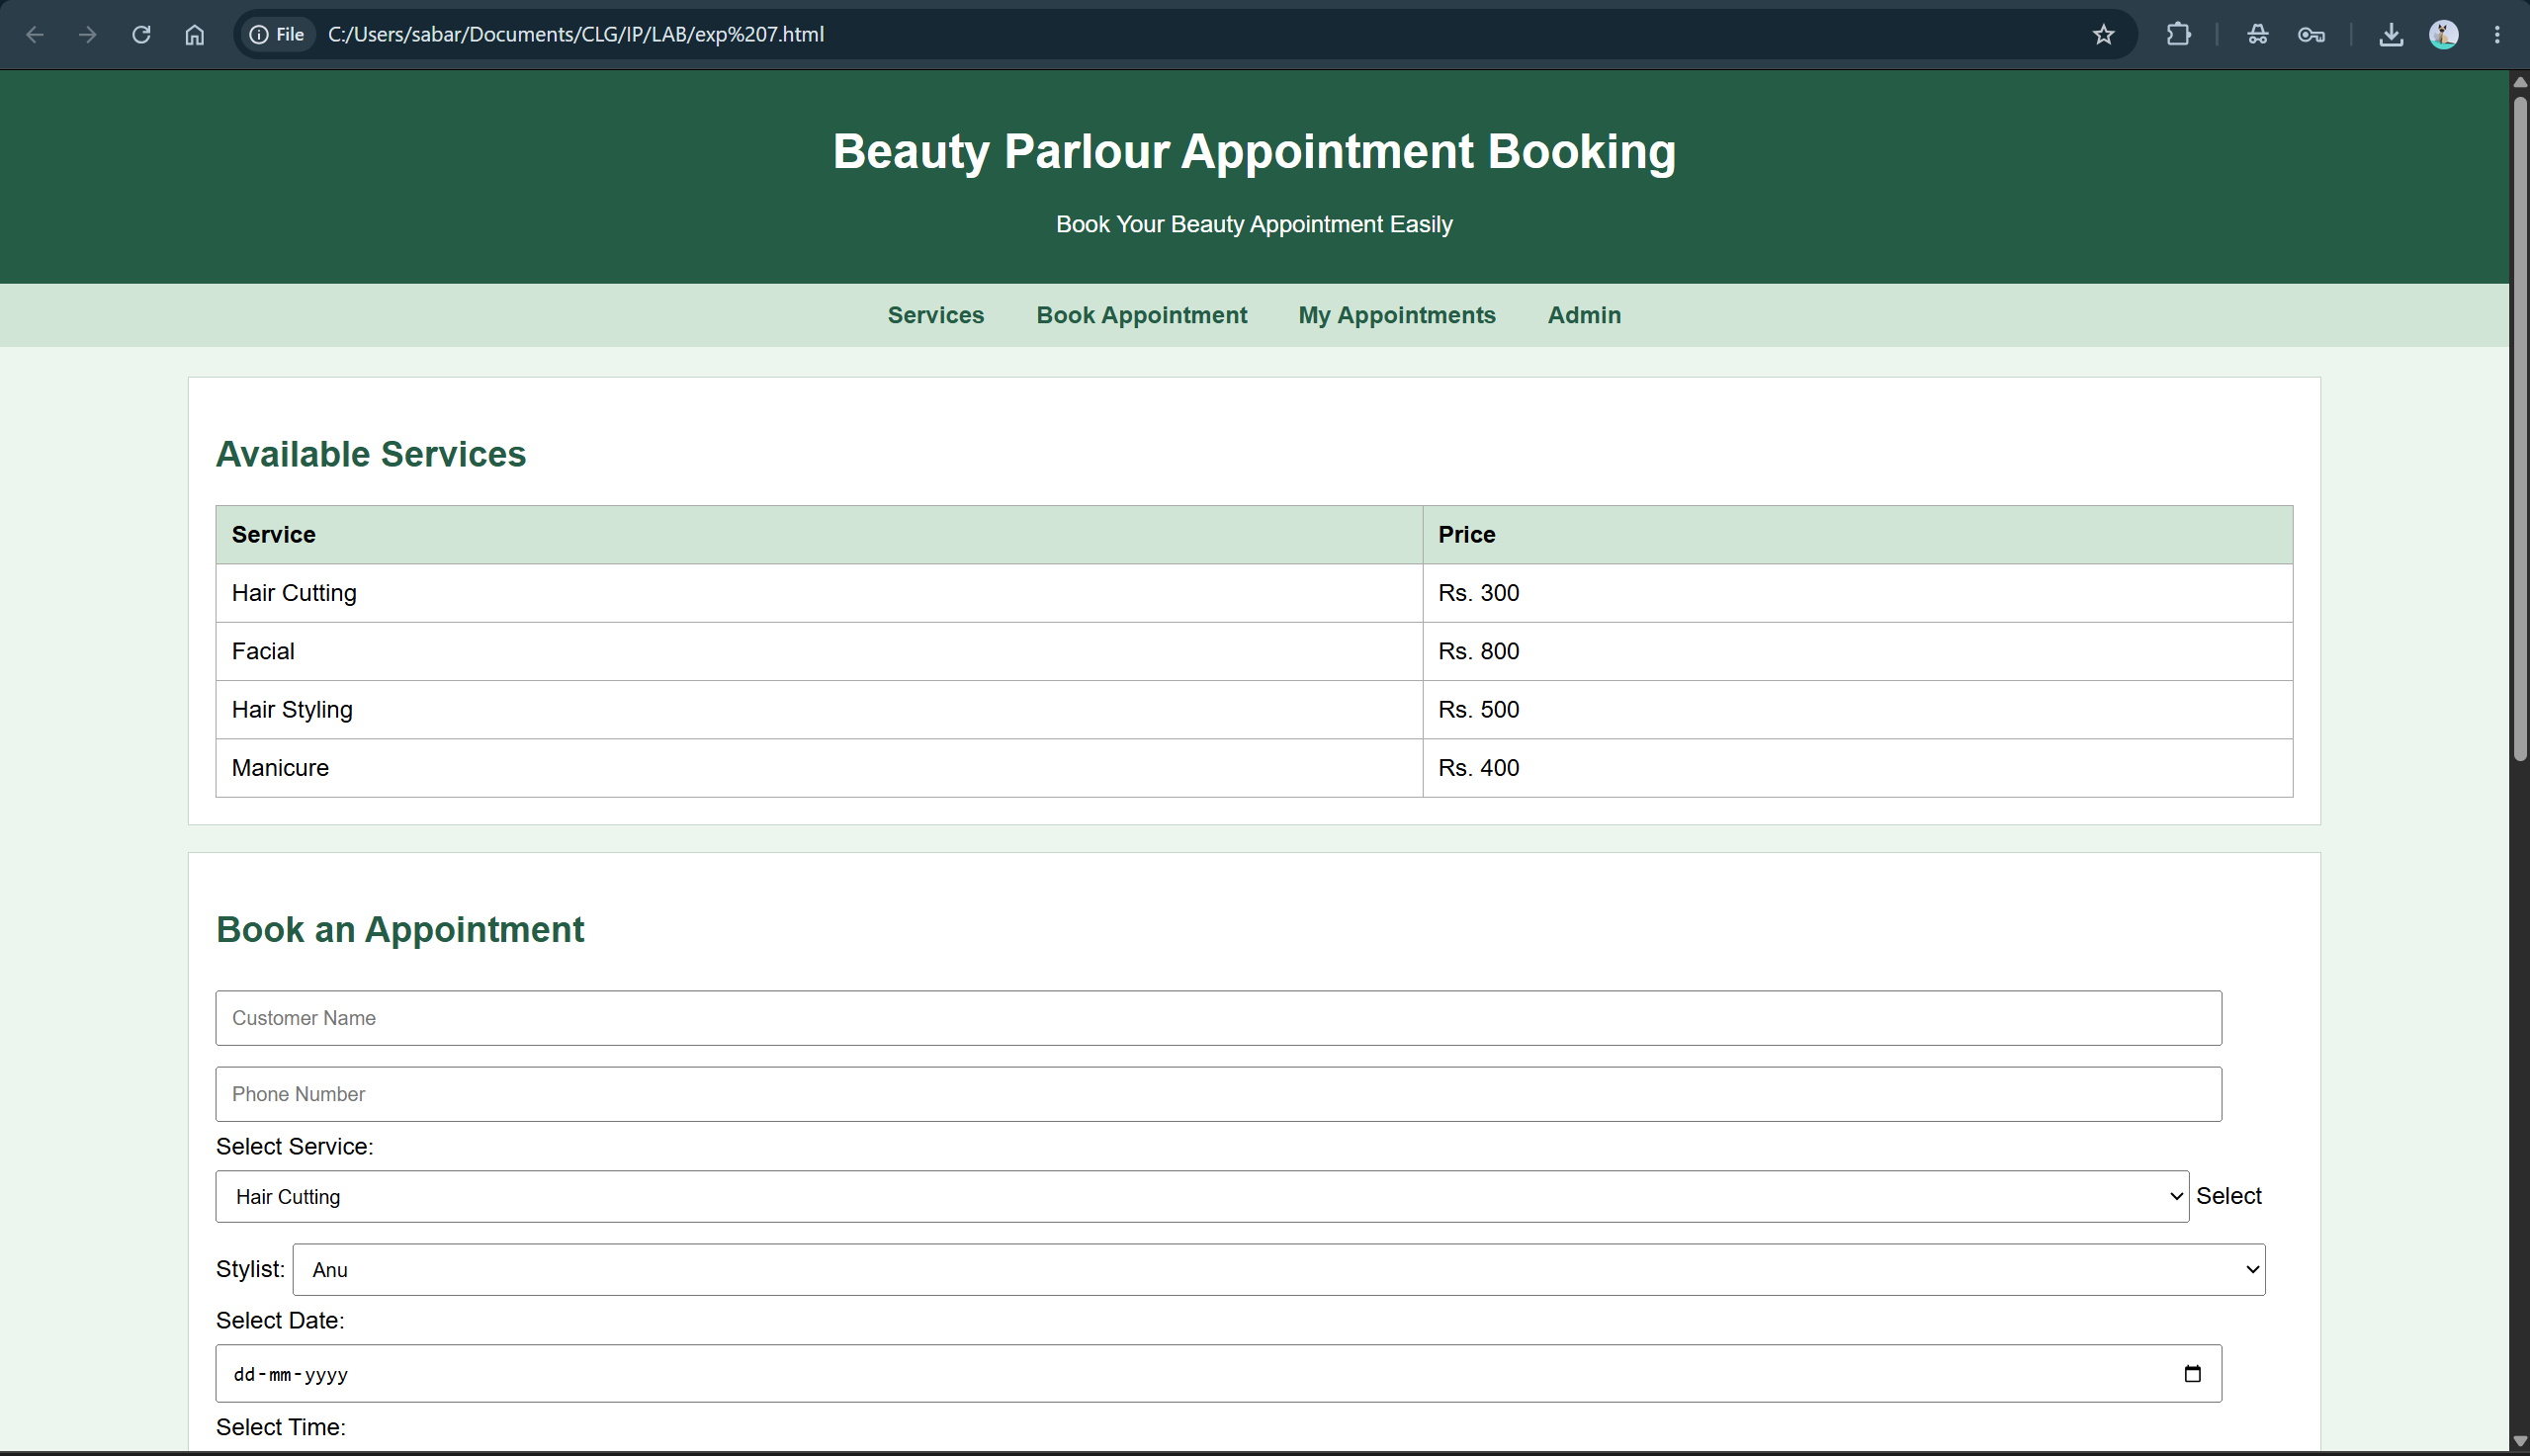 File C:/Users/sabar/Documents/CLG/IP/LAB/exp%207.html
Beauty Parlour Appointment Booking
Book Your Beauty Appointment Easily
Services Book Appointment My Appointments Admin
Available Services
Service Price
Hair Cutting Rs. 300
Facial Rs. 800
Hair Styling Rs. 500
Manicure Rs. 400
Book an Appointment
Customer Name
Phone Number
Select Service:
Hair Cutting Select
Stylist: Anu
Select Date:
dd-mm-yyyy
Select Time: